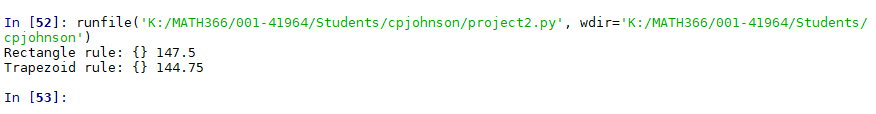 In [52]: runfile('K:/MATH366/001-41964/Students/cpjohnson/project2.py', wdir='K:/MATH366/001-41964/Students/
cpjohnson')
Rectangle rule: {} 147.5
Trapezoid rule: {} 144.75
In [53]: